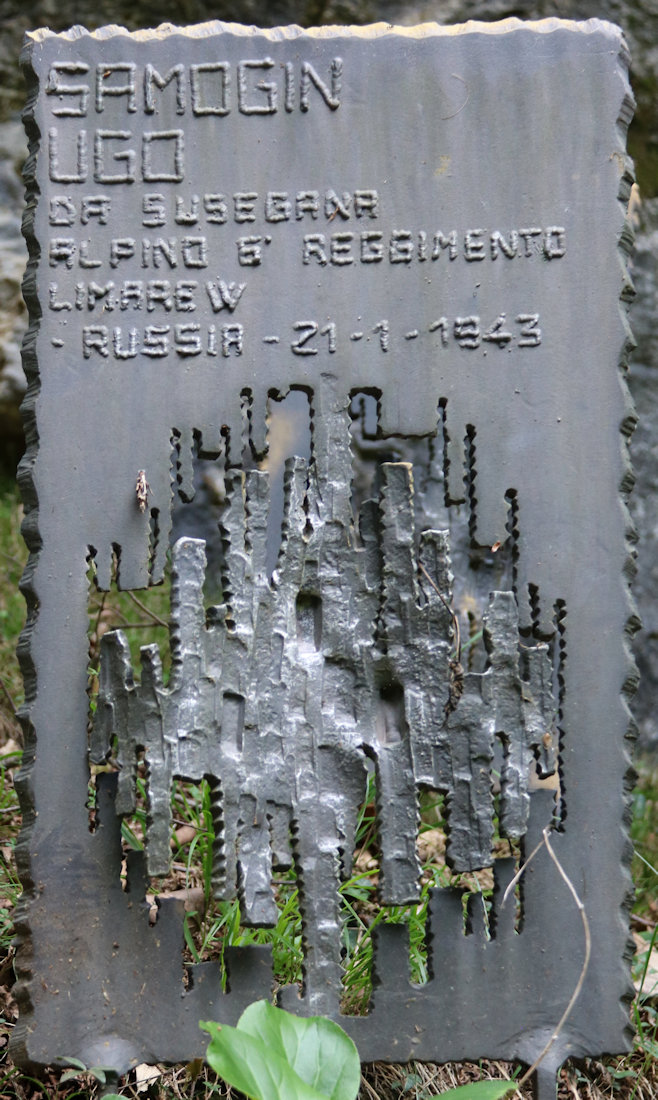 SAMOGIN
UGO
DA SUSEGANA
ALPINO 6° REGGIMENTO
LIMAREW
- RUSSIA - 21 - 1 - 1943